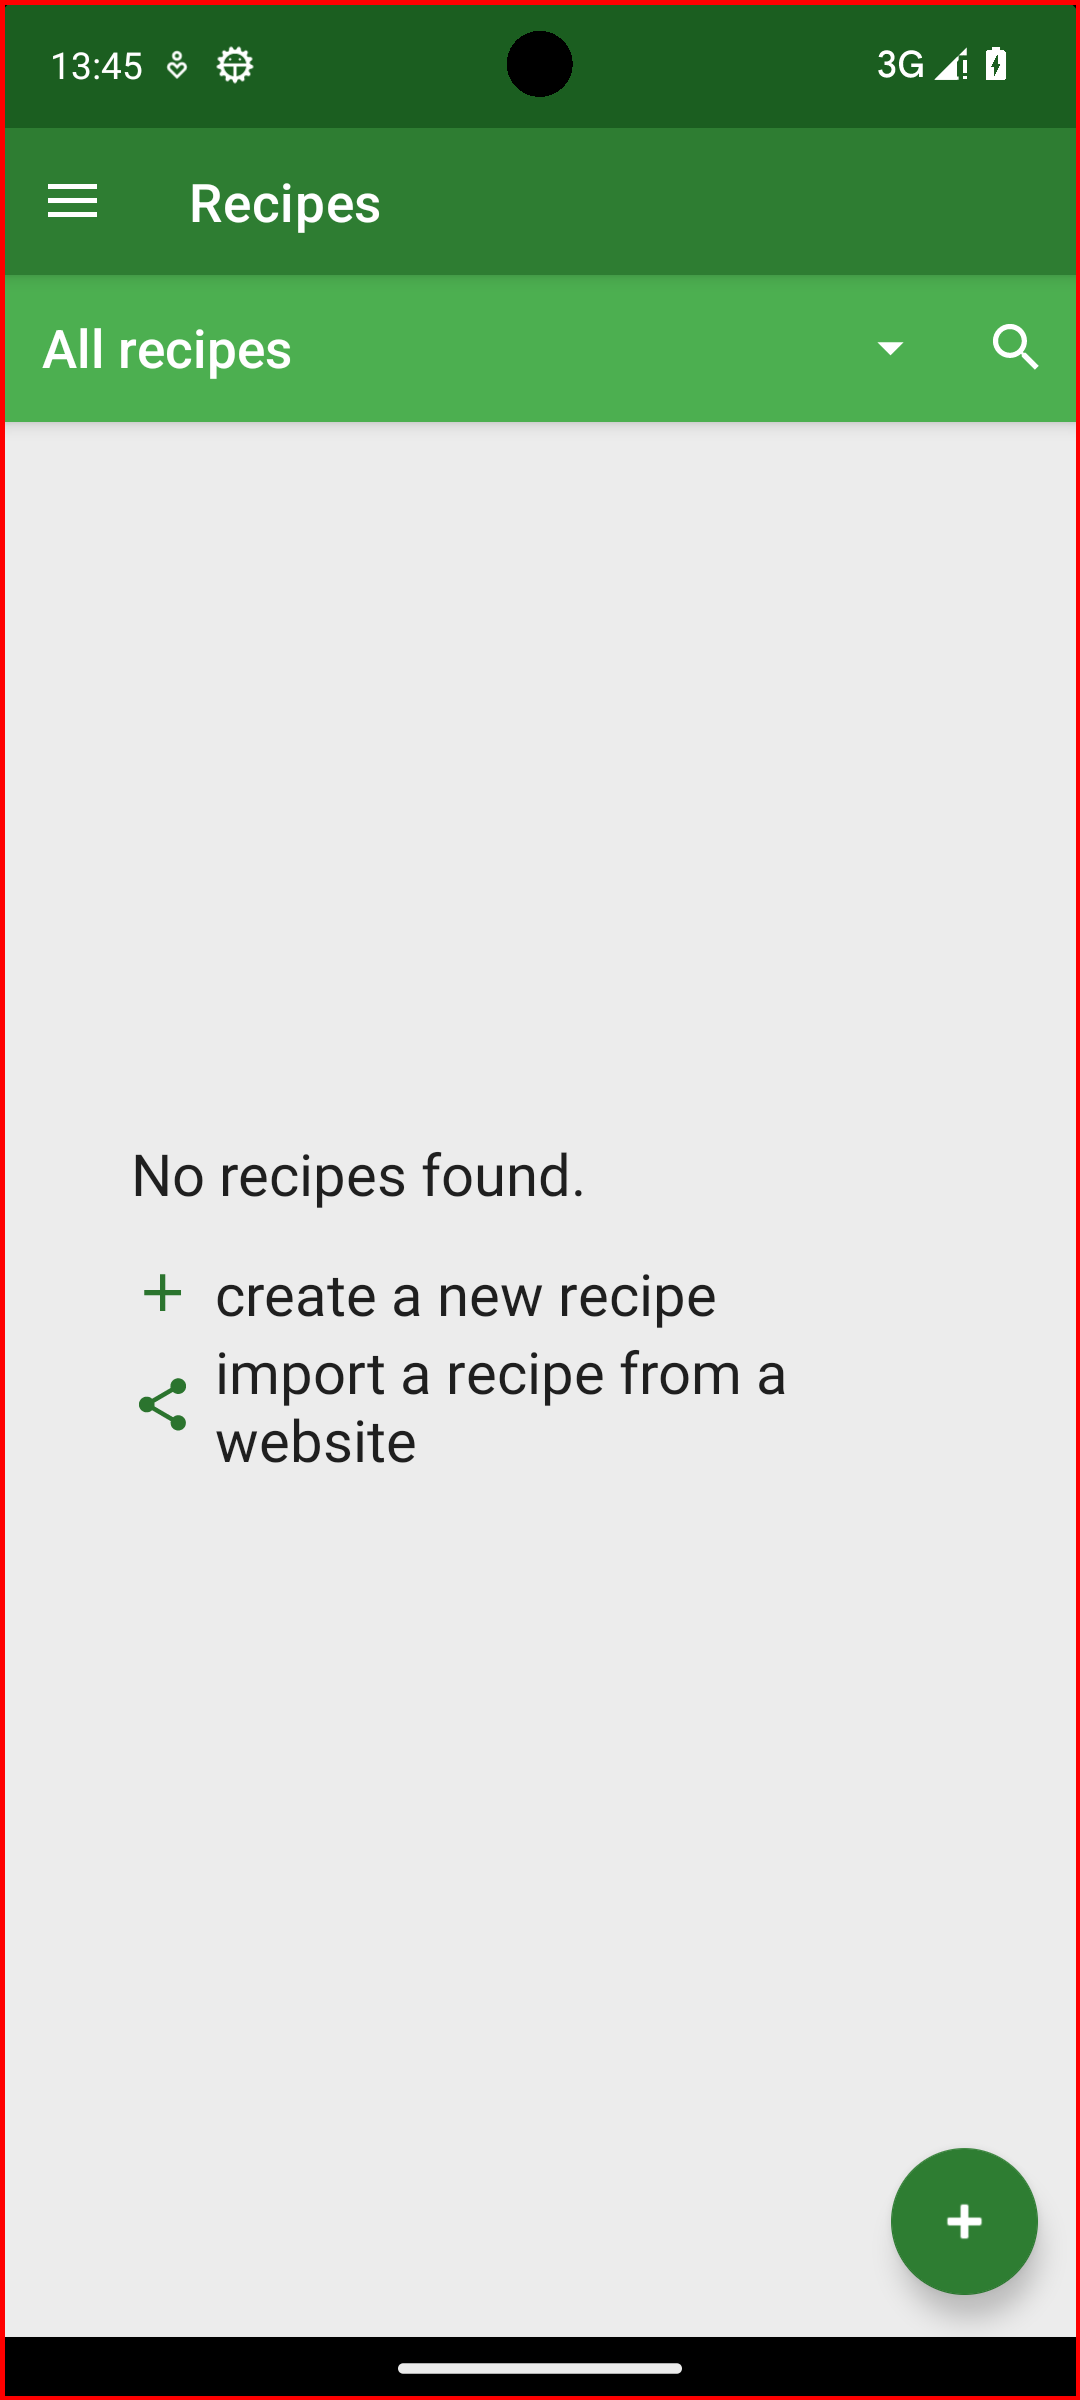 13:45
3G
Recipes
All recipes
No recipes found.
create a new recipe
import a recipe from a
website